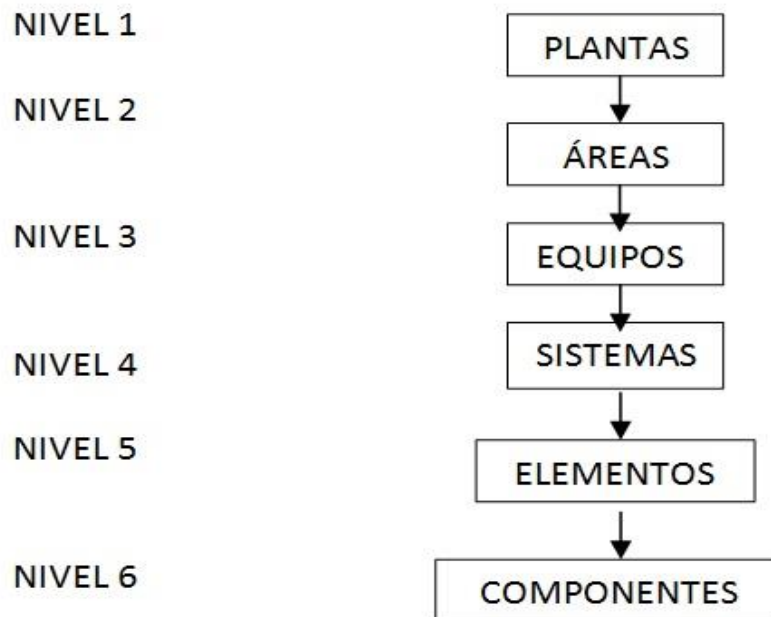 NIVEL 1
PLANTAS
NIVEL 2
ÁREAS
NIVEL 3
EQUIPOS
NIVEL 4
SISTEMAS
NIVEL 5
ELEMENTOS
NIVEL 6
COMPONENTES